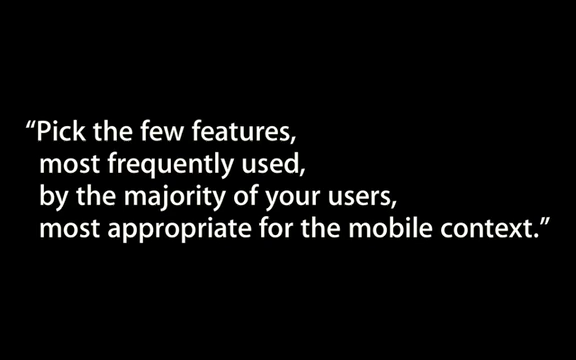 “Pick the few features,
most frequently used,
by the majority of your users,
most appropriate for the mobile context.”